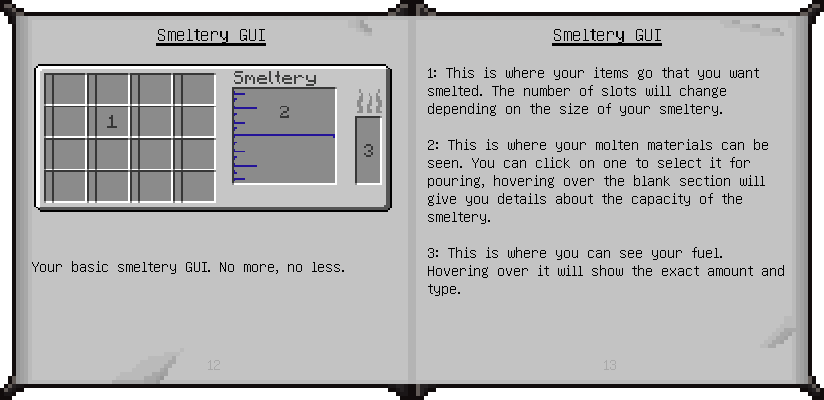 Smeltery GUI
Smeltery
1
2
3
Your basic smeltery GUI. No more, no less.
12
Smeltery GUI
1: This is where your items go that you want
smelted. The number of slots will change
depending on the size of your smeltery.
2: This is where your molten materials can be
seen. You can click on one to select it for
pouring, hovering over the blank section will
give you details about the capacity of the
smeltery.
3: This is where you can see your fuel.
Hovering over it will show the exact amount and
type.
13